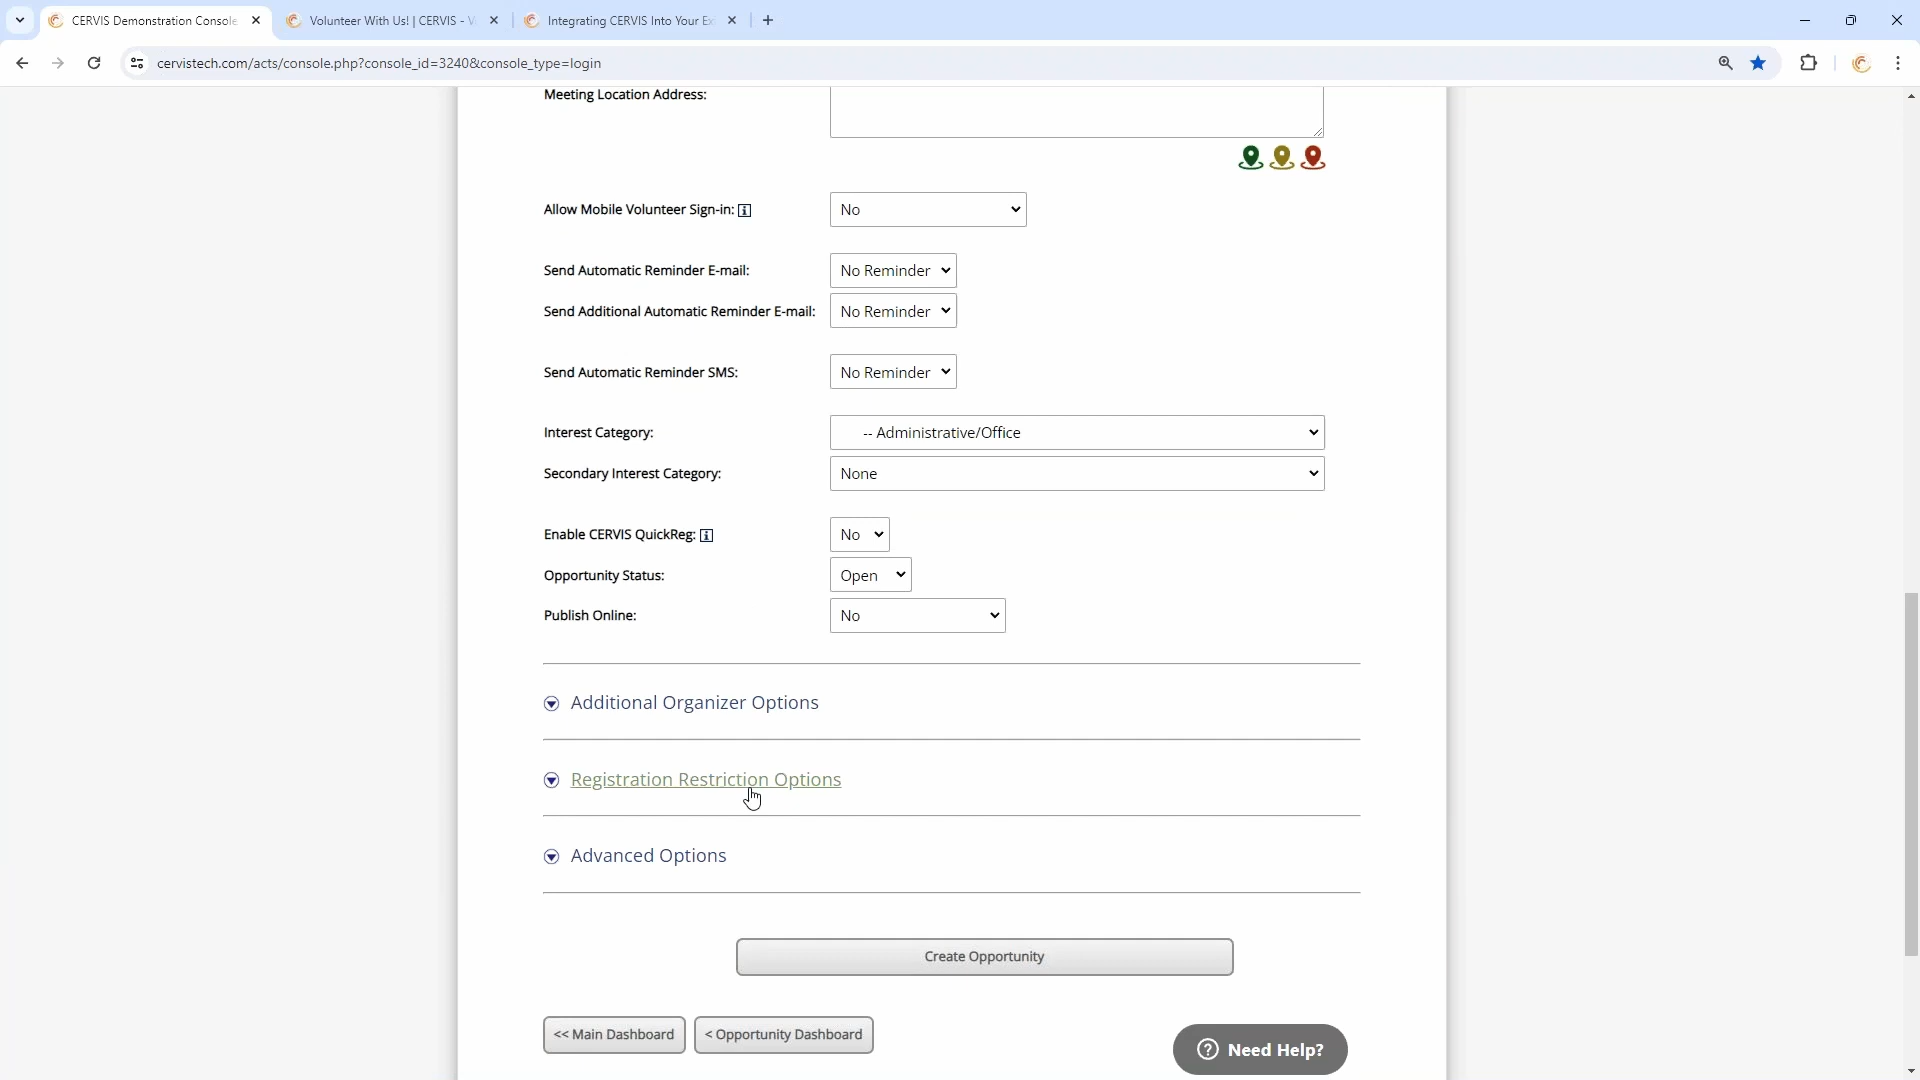 CERVIS Demonstration Console
Volunteer With Us! | CERVIS - V
Integrating CERVIS Into Your Ex
cervistech.com/acts/console.php?console_id=3240&console_type=login
Meeting Location Address:
Allow Mobile Volunteer Sign-in: i No
Send Automatic Reminder E-mail: No Reminder
Send Additional Automatic Reminder E-mail: No Reminder
Send Automatic Reminder SMS: No Reminder
Interest Category: -- Administrative/Office
Secondary Interest Category: None
Enable CERVIS QuickReg: i No
Opportunity Status: Open
Publish Online: No
Additional Organizer Options
Registration Restriction Options
Advanced Options
Create Opportunity
<< Main Dashboard < Opportunity Dashboard
? Need Help?